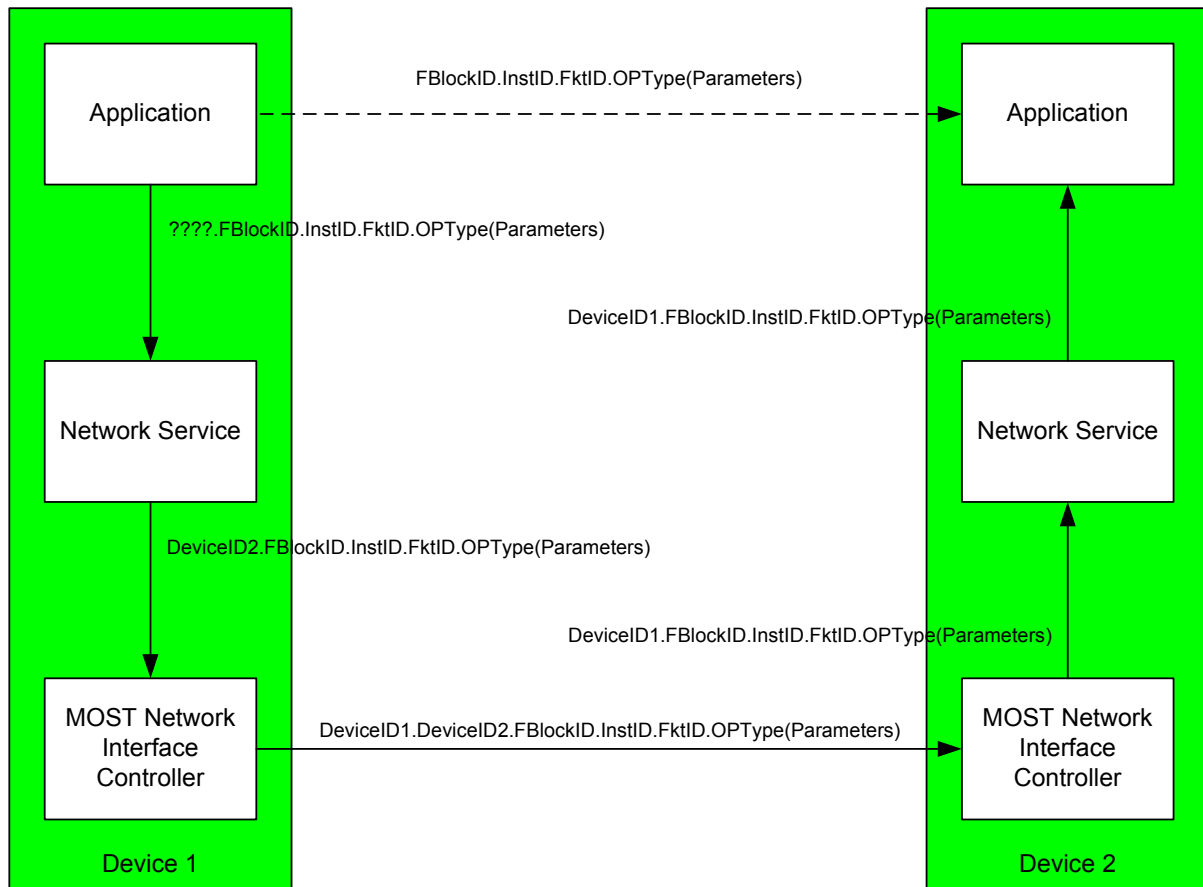 FBlockID.InstID.FktID.OPType(Parameters)
Application
Application
????.FBlockID.InstID.FktID.OPType(Parameters)
DeviceID1.FBlockID.InstID.FktID.OPType(Parameters)
Network Service
Network Service
DeviceID2.FBlockID.InstID.FktID.OPType(Parameters)
DeviceID1.FBlockID.InstID.FktID.OPType(Parameters)
MOST Network
Interface
Controller
DeviceID1.DeviceID2.FBlockID.InstID.FktID.OPType(Parameters)
MOST Network
Interface
Controller
Device 1
Device 2